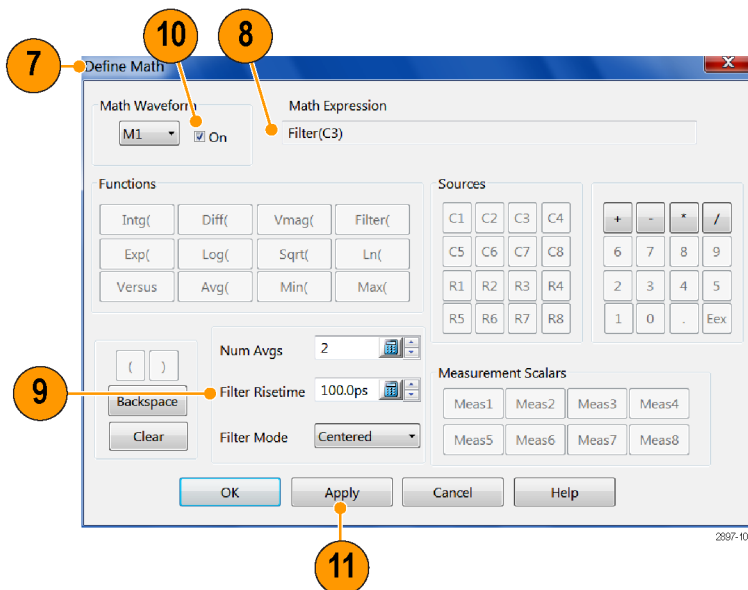 10
8
7
Define Math
X
Math Waveform
Math Expression
M1
On
Filter(C3)
Functions
Sources
Intg( Diff( Vmag( Filter(
C1 C2 C3 C4
+ - * /
Exp( Log( Sqrt( Ln(
C5 C6 C7 C8
6 7 8 9
Versus Avg( Min( Max(
R1 R2 R3 R4
2 3 4 5
R5 R6 R7 R8
1 0 . Eex
( )
Num Avgs 2
Measurement Scalars
9
Backspace
Filter Risetime 100.0ps
Meas1 Meas2 Meas3 Meas4
Clear
Filter Mode Centered
Meas5 Meas6 Meas7 Meas8
OK Apply Cancel Help
2897-10
11